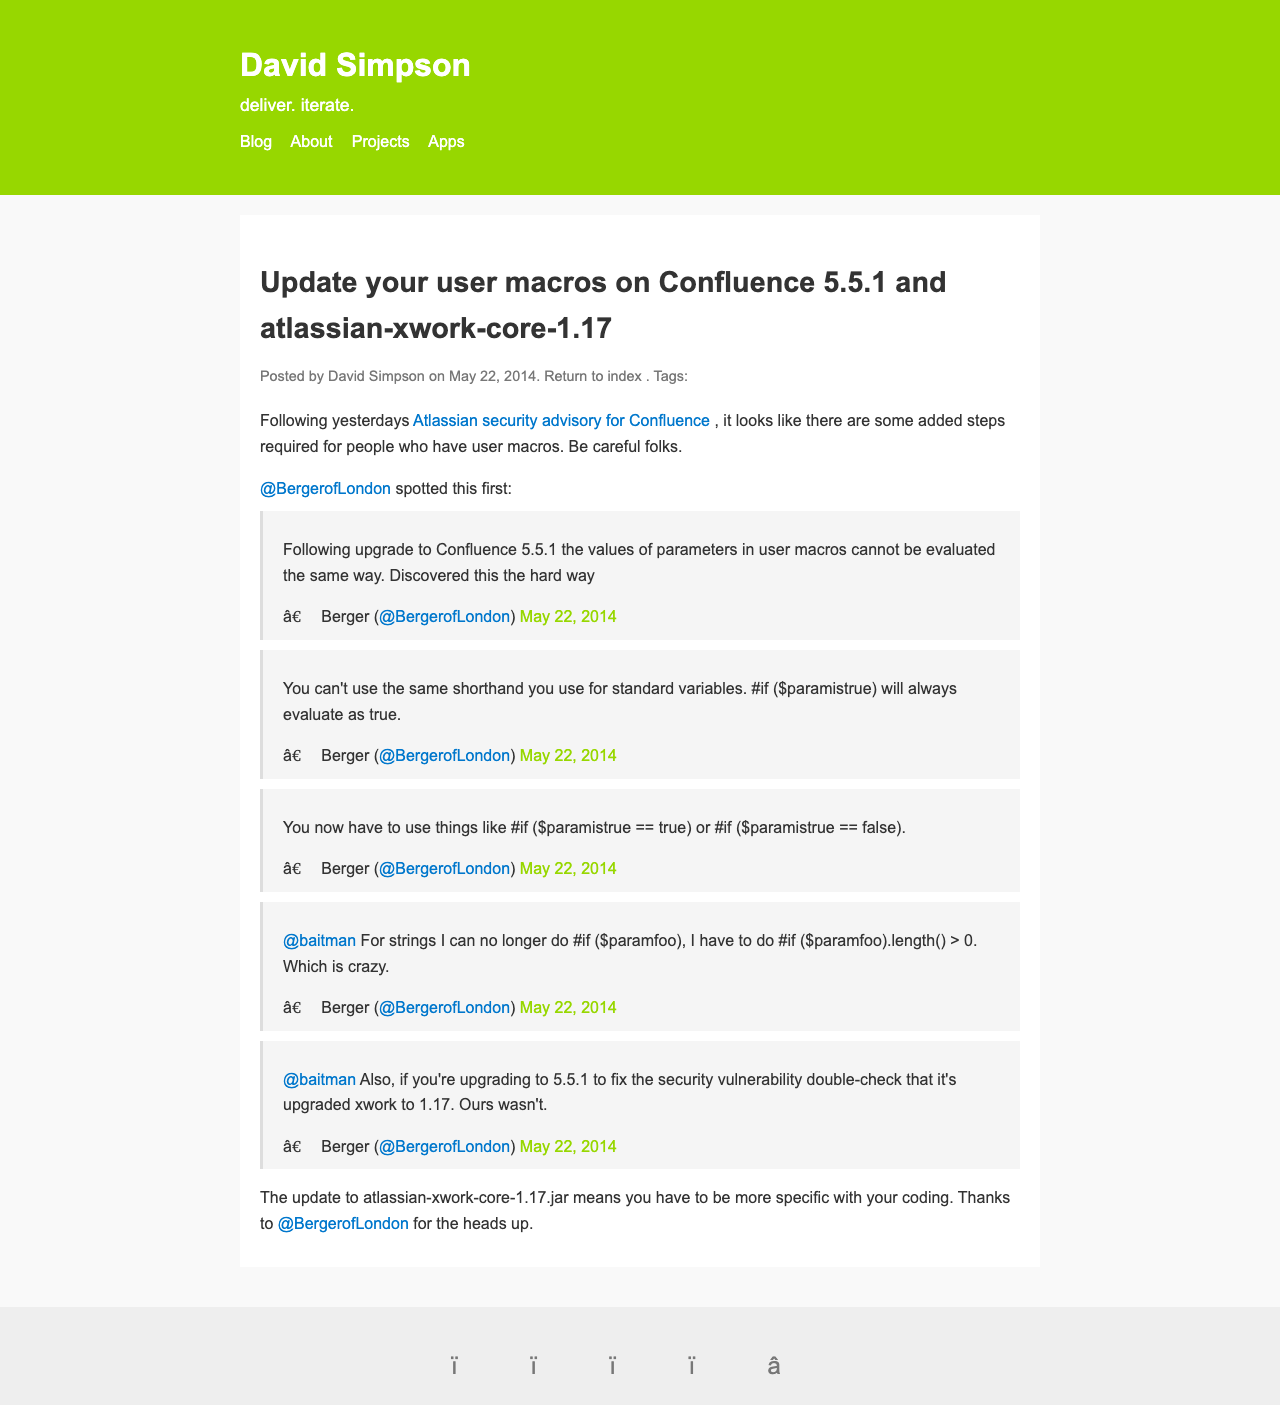 David Simpson
deliver. iterate.
Blog About Projects Apps
Update your user macros on Confluence 5.5.1 and
atlassian-xwork-core-1.17
Posted by David Simpson on May 22, 2014. Return to index . Tags:
Following yesterdays Atlassian security advisory for Confluence , it looks like there are some added steps
required for people who have user macros. Be careful folks.
@BergerofLondon spotted this first:
Following upgrade to Confluence 5.5.1 the values of parameters in user macros cannot be evaluated
the same way. Discovered this the hard way
â€ Berger (@BergerofLondon) May 22, 2014
You can't use the same shorthand you use for standard variables. #if ($paramistrue) will always
evaluate as true.
â€ Berger (@BergerofLondon) May 22, 2014
You now have to use things like #if ($paramistrue == true) or #if ($paramistrue == false).
â€ Berger (@BergerofLondon) May 22, 2014
@baitman For strings I can no longer do #if ($paramfoo), I have to do #if ($paramfoo).length() > 0.
Which is crazy.
â€ Berger (@BergerofLondon) May 22, 2014
@baitman Also, if you're upgrading to 5.5.1 to fix the security vulnerability double-check that it's
upgraded xwork to 1.17. Ours wasn't.
â€ Berger (@BergerofLondon) May 22, 2014
The update to atlassian-xwork-core-1.17.jar means you have to be more specific with your coding. Thanks
to @BergerofLondon for the heads up.
ï ï ï ï â